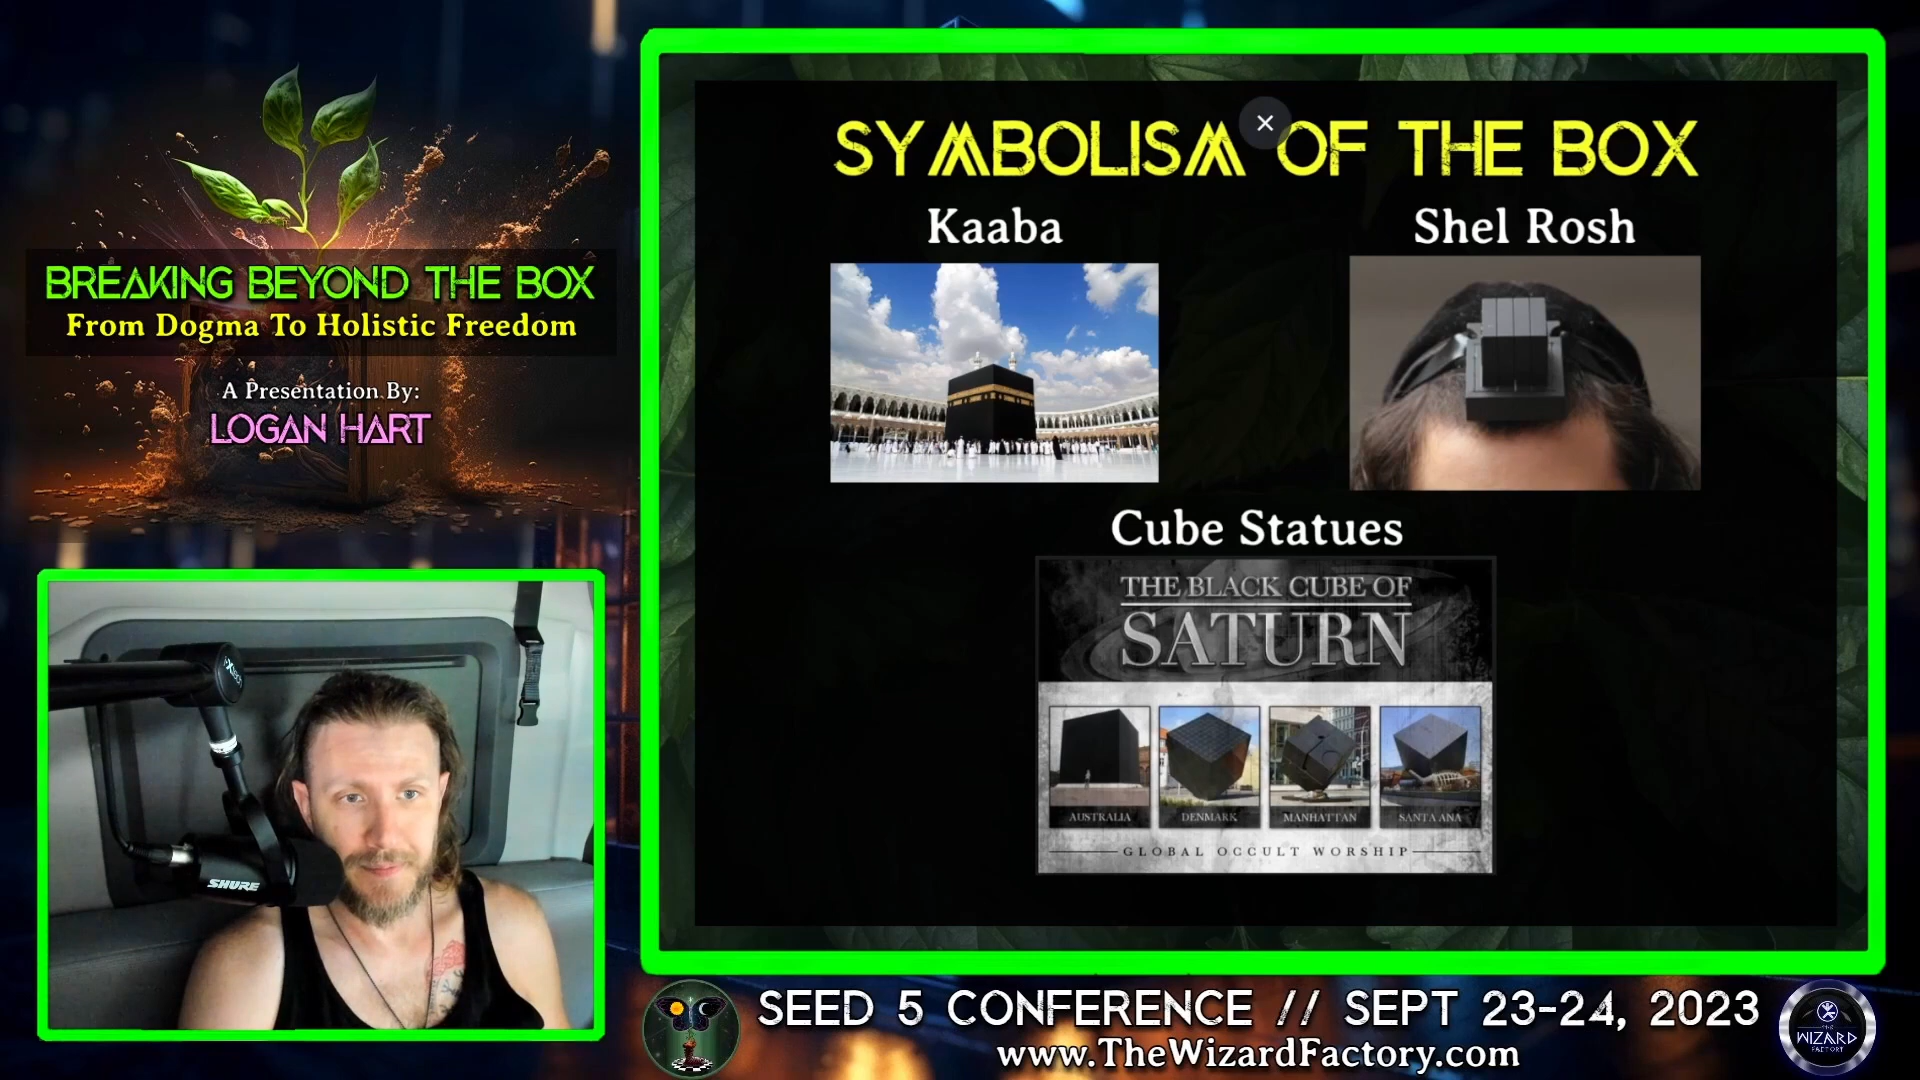 BREAKING BEYOND THE BOX
From Dogma To Holistic Freedom
A Presentation By:
LOGAN HART
SHURE
SYMBOLISM OF THE BOX
Kaaba
Shel Rosh
Cube Statues
THE BLACK CUBE OF
SATURN
AUSTRALIA
DENMARK
MANHATTAN
SANTA ANA
GLOBAL OCCULT WORSHIP
SEED 5 CONFERENCE // SEPT 23-24, 2023
www.TheWizardFactory.com
THE
WIZARD
FACTORY